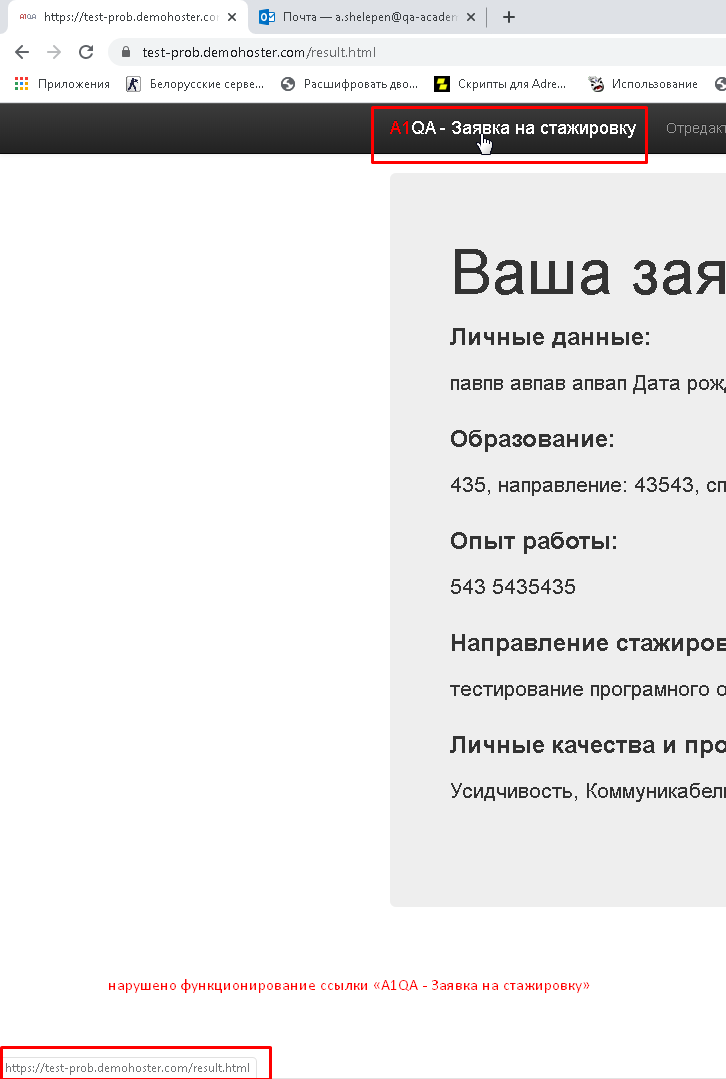 https://test-prob.demohoster.co
Почта — a.shelepen@qa-acade
test-prob.demohoster.com/result.html
Приложения
Белорусские серве...
Расшифровать дво...
Скрипты для Adre...
Использование
A1QA - Заявка на стажировку
Отредакт
Ваша зая
Личные данные:
павпв авпав апвап Дата рож
Образование:
435, направление: 43543, сп
Опыт работы:
543 5435435
Направление стажиров
тестирование програмного о
Личные качества и про
Усидчивость, Коммуникабел
нарушено функционирование ссылки «A1QA - Заявка на стажировку»
https://test-prob.demohoster.com/result.html